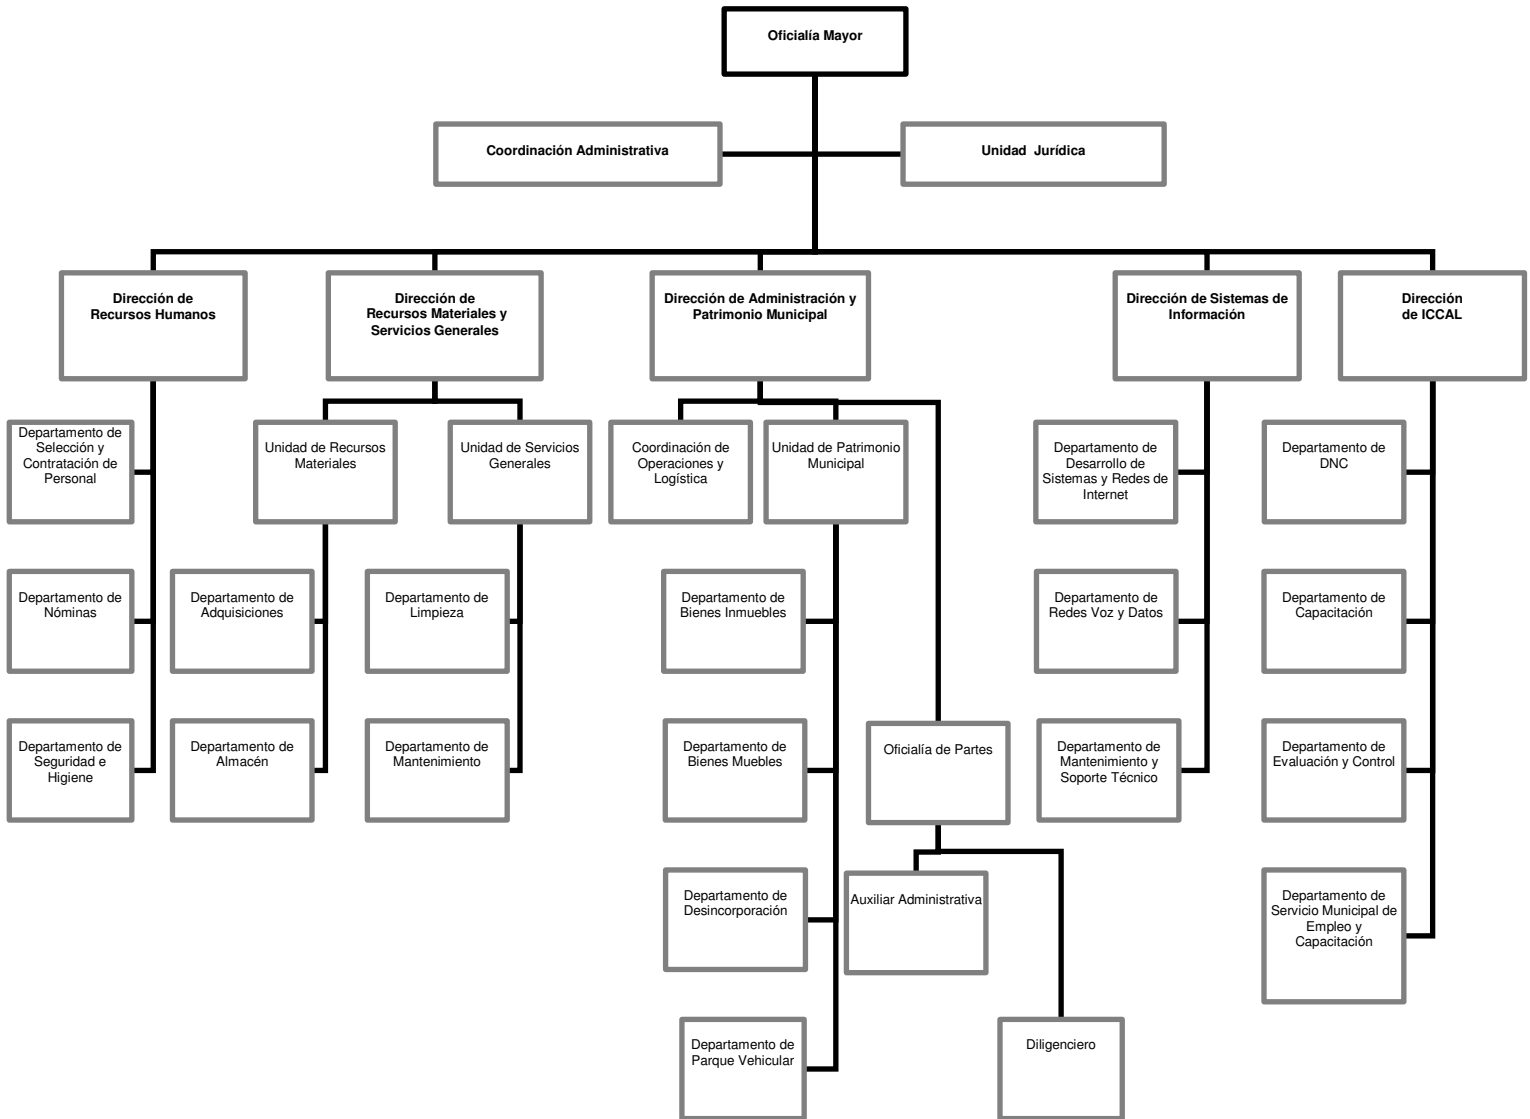 Oficialía Mayor
Coordinación Administrativa
Unidad  Jurídica
Dirección de
Recursos Humanos
Dirección de
Recursos Materiales y
Servicios Generales
Dirección de Administración y
Patrimonio Municipal
Dirección de Sistemas de
Información
Dirección
de ICCAL
Departamento de
Selección y
Contratación de
Personal
Unidad de Recursos
Materiales
Unidad de Servicios
Generales
Coordinación de
Operaciones y
Logística
Unidad de Patrimonio
Municipal
Departamento de
Desarrollo de
Sistemas y Redes de
Internet
Departamento de
DNC
Departamento de
Nóminas
Departamento de
Adquisiciones
Departamento de
Limpieza
Departamento de
Bienes Inmuebles
Departamento de
Redes Voz y Datos
Departamento de
Capacitación
Departamento de
Seguridad e
Higiene
Departamento de
Almacén
Departamento de
Mantenimiento
Departamento de
Bienes Muebles
Oficialía de Partes
Departamento de
Mantenimiento y
Soporte Técnico
Departamento de
Evaluación y Control
Departamento de
Desincorporación
Auxiliar Administrativa
Departamento de
Servicio Municipal de
Empleo y
Capacitación
Departamento de
Parque Vehicular
Diligenciero